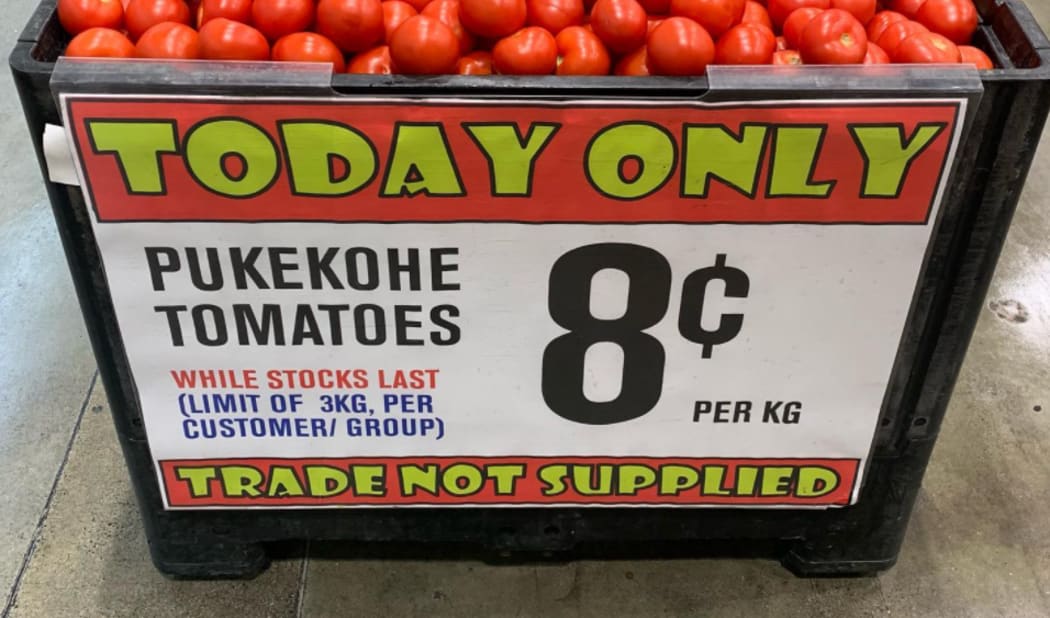 TODAY ONLY
PUKEKOHE
TOMATOES
8¢
PER KG
WHILE STOCKS LAST
(LIMIT OF 3KG, PER
CUSTOMER/ GROUP)
TRADE NOT SUPPLIED